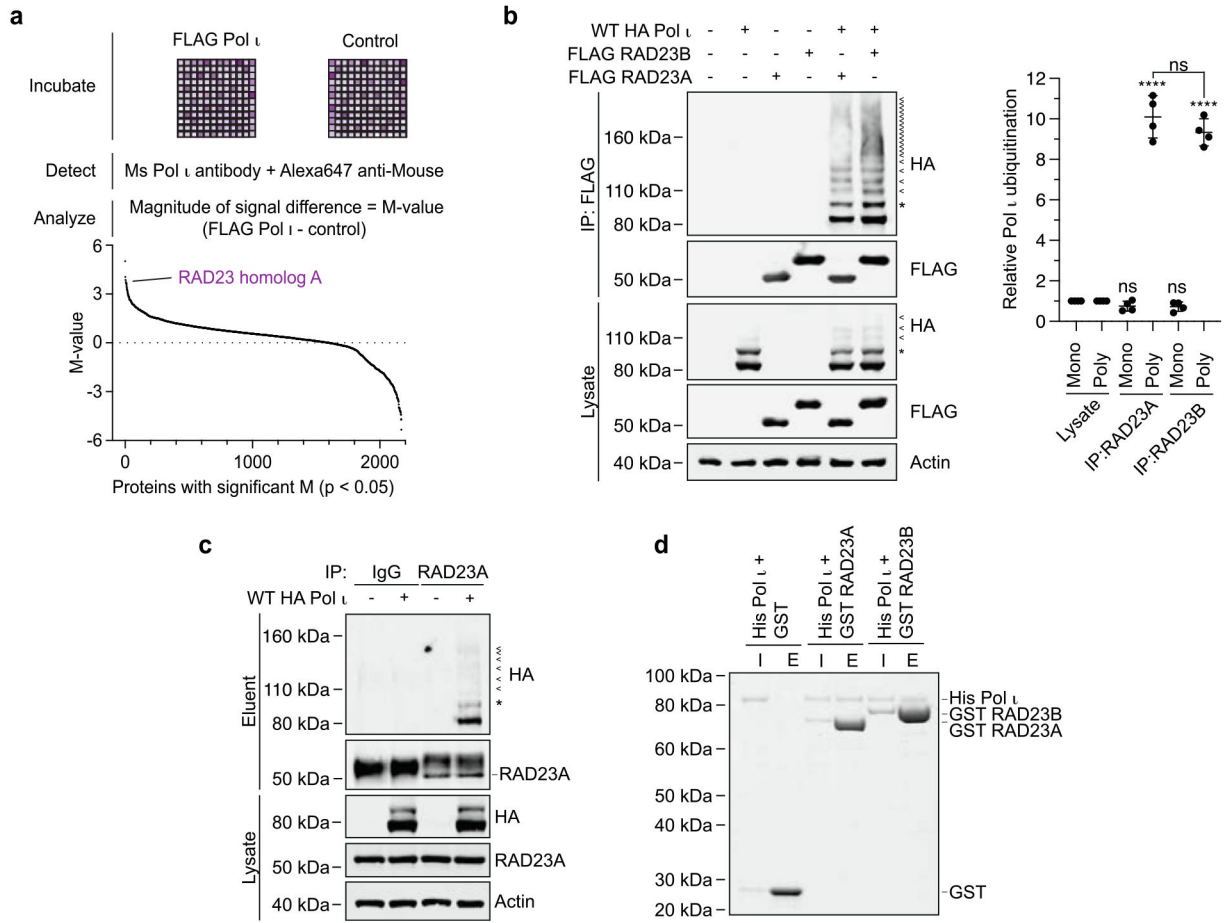 a
FLAG Pol ι
Control
Incubate
Detect
Ms Pol ι antibody + Alexa647 anti-Mouse
Analyze
Magnitude of signal difference = M-value
(FLAG Pol ι - control)
6
3
0
-3
-6
M-value
RAD23 homolog A
0
1000
2000
Proteins with significant M (p < 0.05)
b
WT HA Pol ι - + - - + +
FLAG RAD23B - - - + - +
FLAG RAD23A - - + - + -
IP: FLAG
160 kDa
110 kDa
80 kDa
HA
*
50 kDa
FLAG
Lysate
110 kDa
80 kDa
HA
*
50 kDa
FLAG
40 kDa
Actin
Relative Pol ι ubiquitination
12
10
8
6
4
2
0
ns
****
****
ns
ns
Mono
Poly
Mono
Poly
Mono
Poly
Lysate
IP:RAD23A
IP:RAD23B
c
IP: IgG RAD23A
WT HA Pol ι - + - +
Eluent
160 kDa
110 kDa
80 kDa
HA
*
50 kDa
RAD23A
Lysate
80 kDa
HA
50 kDa
RAD23A
40 kDa
Actin
d
His Pol ι +
GST
His Pol ι +
GST RAD23A
His Pol ι +
GST RAD23B
I E I E I E
100 kDa
80 kDa
60 kDa
50 kDa
40 kDa
30 kDa
20 kDa
His Pol ι
GST RAD23B
GST RAD23A
GST